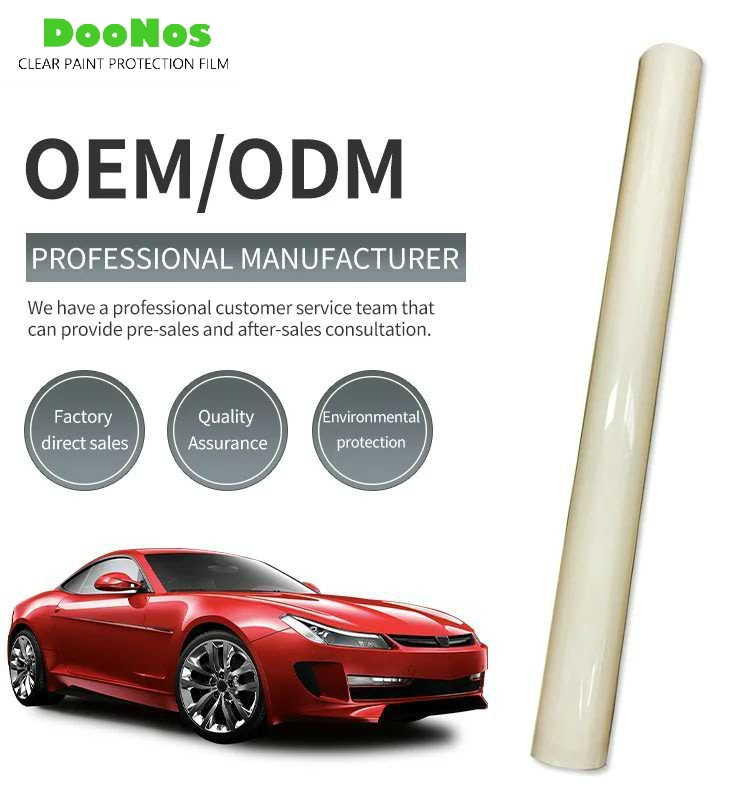 DooNos
CLEAR PAINT PROTECTION FILM
OEM/ODM
PROFESSIONAL MANUFACTURER
We have a professional customer service team that
can provide pre-sales and after-sales consultation.
Factory
direct sales
Quality
Assurance
Environmental
protection